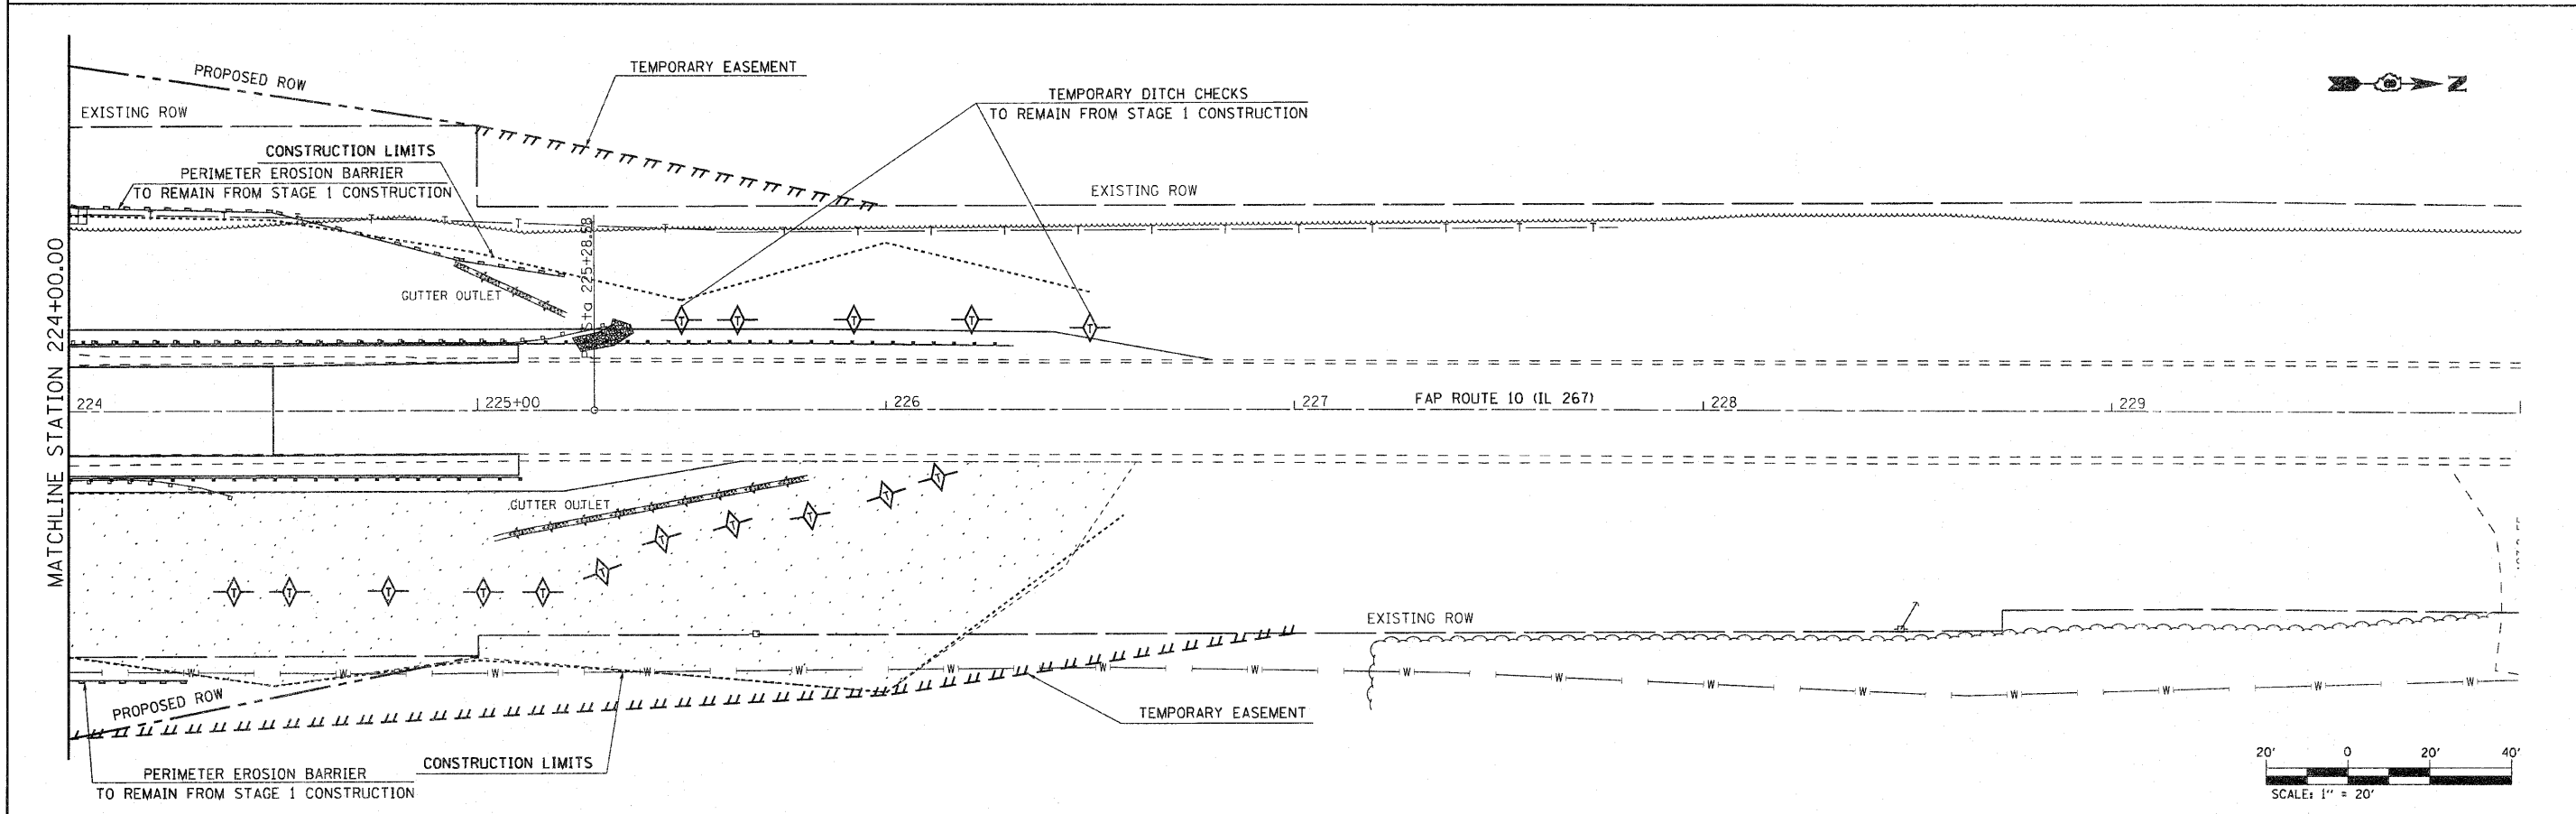 PROPOSED ROW
TEMPORARY EASEMENT
EXISTING ROW
TEMPORARY DITCH CHECKS
TO REMAIN FROM STAGE 1 CONSTRUCTION
N
CONSTRUCTION LIMITS
PERIMETER EROSION BARRIER
TO REMAIN FROM STAGE 1 CONSTRUCTION
EXISTING ROW
T T T T T T T T T T T T T T T T T T
MATCHLINE STATION 224+00.00
Sta 225+28.58
GUTTER OUTLET
T T T T T
224
225+00
226
227
FAP ROUTE 10 (IL 267)
228
229
GUTTER OUTLET
T T T T T T T T T T T
EXISTING ROW
W W W W W W W W W W W W W W W W
PROPOSED ROW
TEMPORARY EASEMENT
CONSTRUCTION LIMITS
PERIMETER EROSION BARRIER
TO REMAIN FROM STAGE 1 CONSTRUCTION
20' 0 20' 40'
SCALE: 1" = 20'